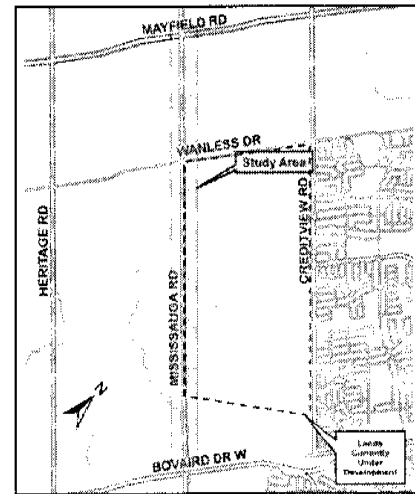 MAYFIELD RD
WANLESS DR
Study Area
HERITAGE RD
MISSISSAUGA RD
CREDITVIEW RD
N
BOVAIRD DR W
Lands
Currently
Under
Development